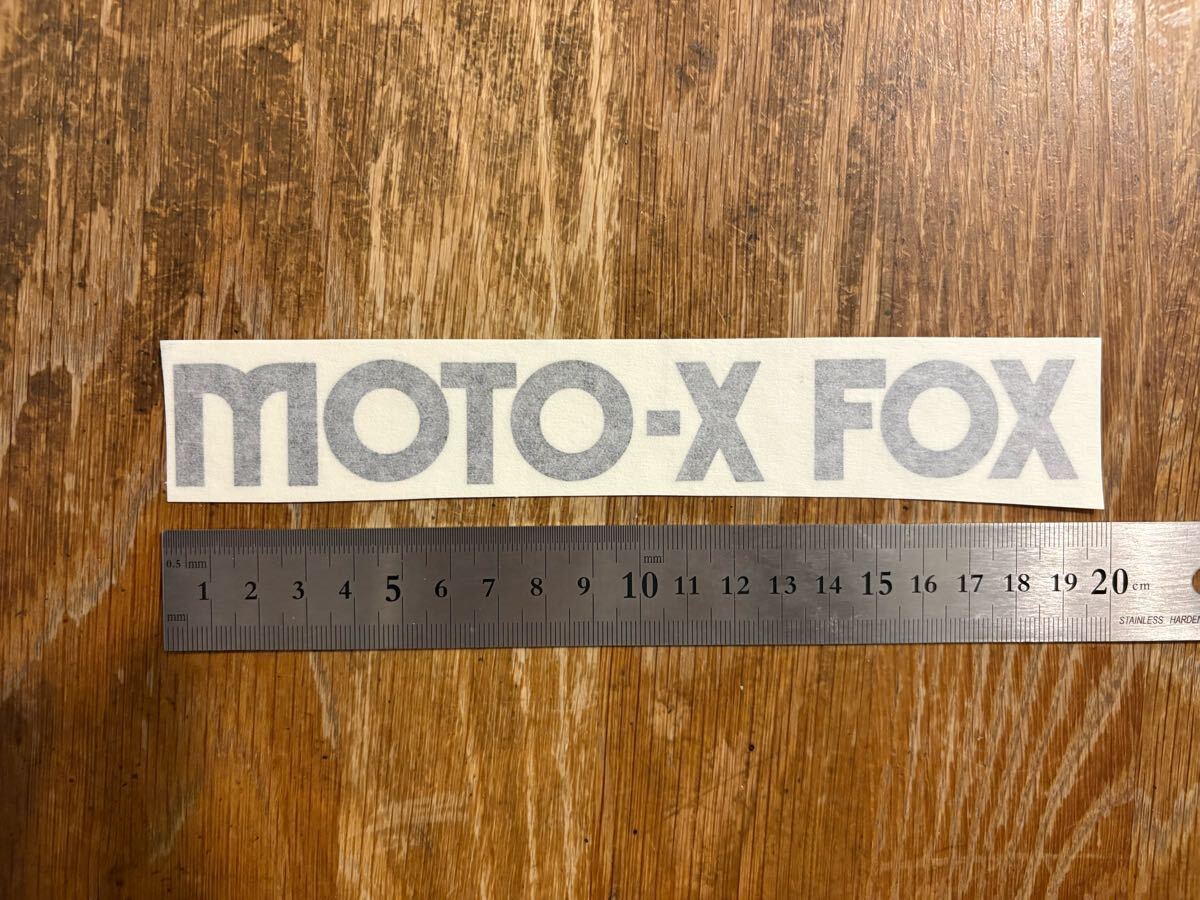 MOTO-X FOX
0.5 mm
mm
1 2 3 4 5 6 7 8 9 10 11 12 13 14 15 16 17 18 19 20 cm
mm
STAINLESS HARDEN